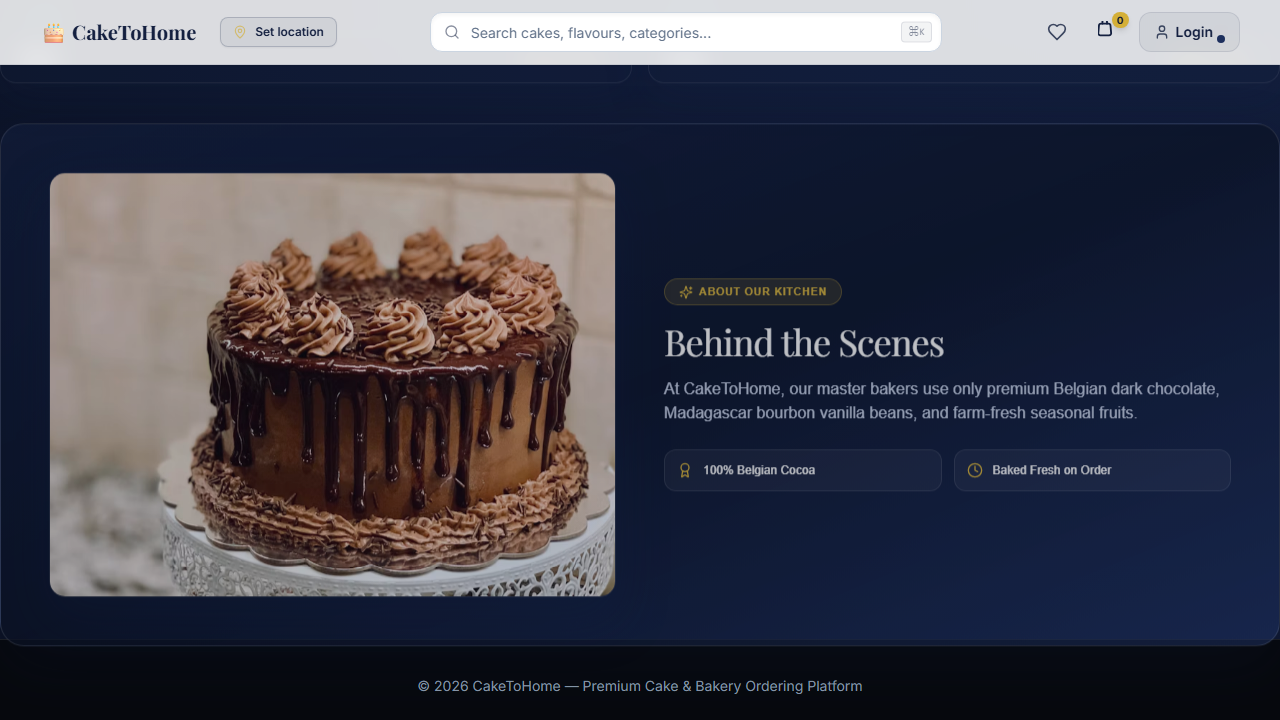 CakeToHome
Set location
Search cakes, flavours, categories...
⌘K
0
Login
ABOUT OUR KITCHEN
Behind the Scenes
At CakeToHome, our master bakers use only premium Belgian dark chocolate,
Madagascar bourbon vanilla beans, and farm-fresh seasonal fruits.
100% Belgian Cocoa
Baked Fresh on Order
© 2026 CakeToHome — Premium Cake & Bakery Ordering Platform